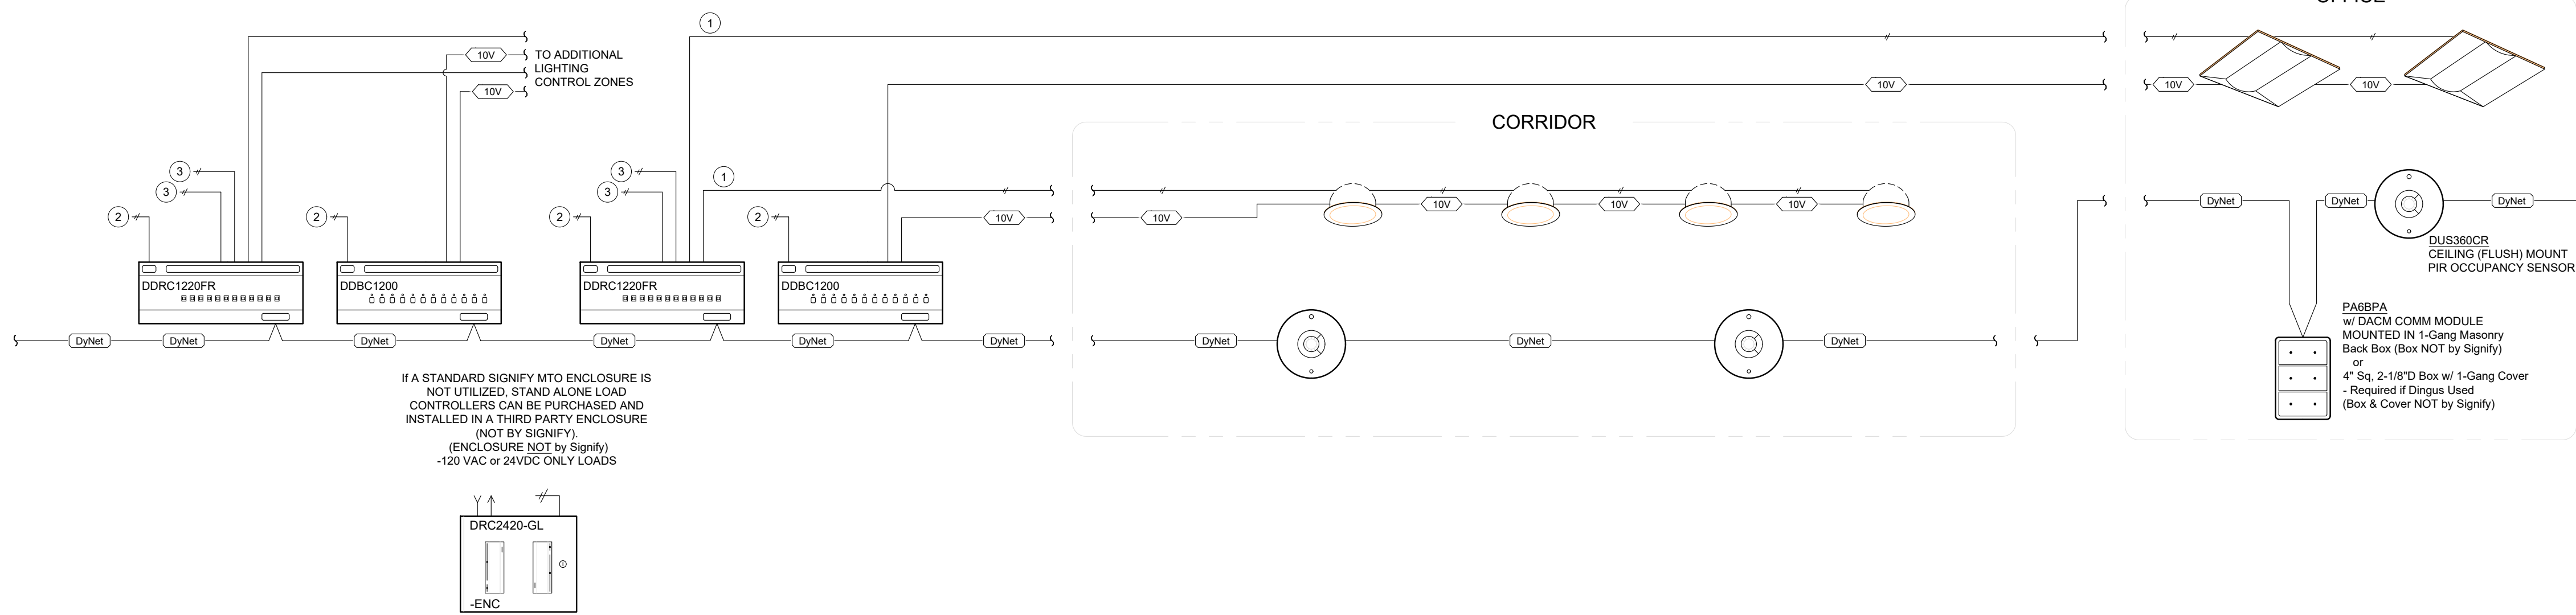 1
10V
TO ADDITIONAL
LIGHTING
CONTROL ZONES
10V
10V
10V
10V
CORRIDOR
3
3
2
2
3
3
1
2
2
10V
10V
10V
10V
10V
DyNet
DyNet
DyNet
DDRC1220FR
DDBC1200
DDRC1220FR
DDBC1200
DUS360CR
CEILING (FLUSH) MOUNT
PIR OCCUPANCY SENSOR
DyNet
DyNet
DyNet
DyNet
DyNet
DyNet
DyNet
DyNet
DyNet
PA6BPA
w/ DACM COMM MODULE
MOUNTED IN 1-Gang Masonry
Back Box (Box NOT by Signify)
or
4" Sq, 2-1/8"D Box w/ 1-Gang Cover
- Required if Dingus Used
(Box & Cover NOT by Signify)
If A STANDARD SIGNIFY MTO ENCLOSURE IS
NOT UTILIZED, STAND ALONE LOAD
CONTROLLERS CAN BE PURCHASED AND
INSTALLED IN A THIRD PARTY ENCLOSURE
(NOT BY SIGNIFY).
(ENCLOSURE NOT by Signify)
-120 VAC or 24VDC ONLY LOADS
DRC2420-GL
-ENC